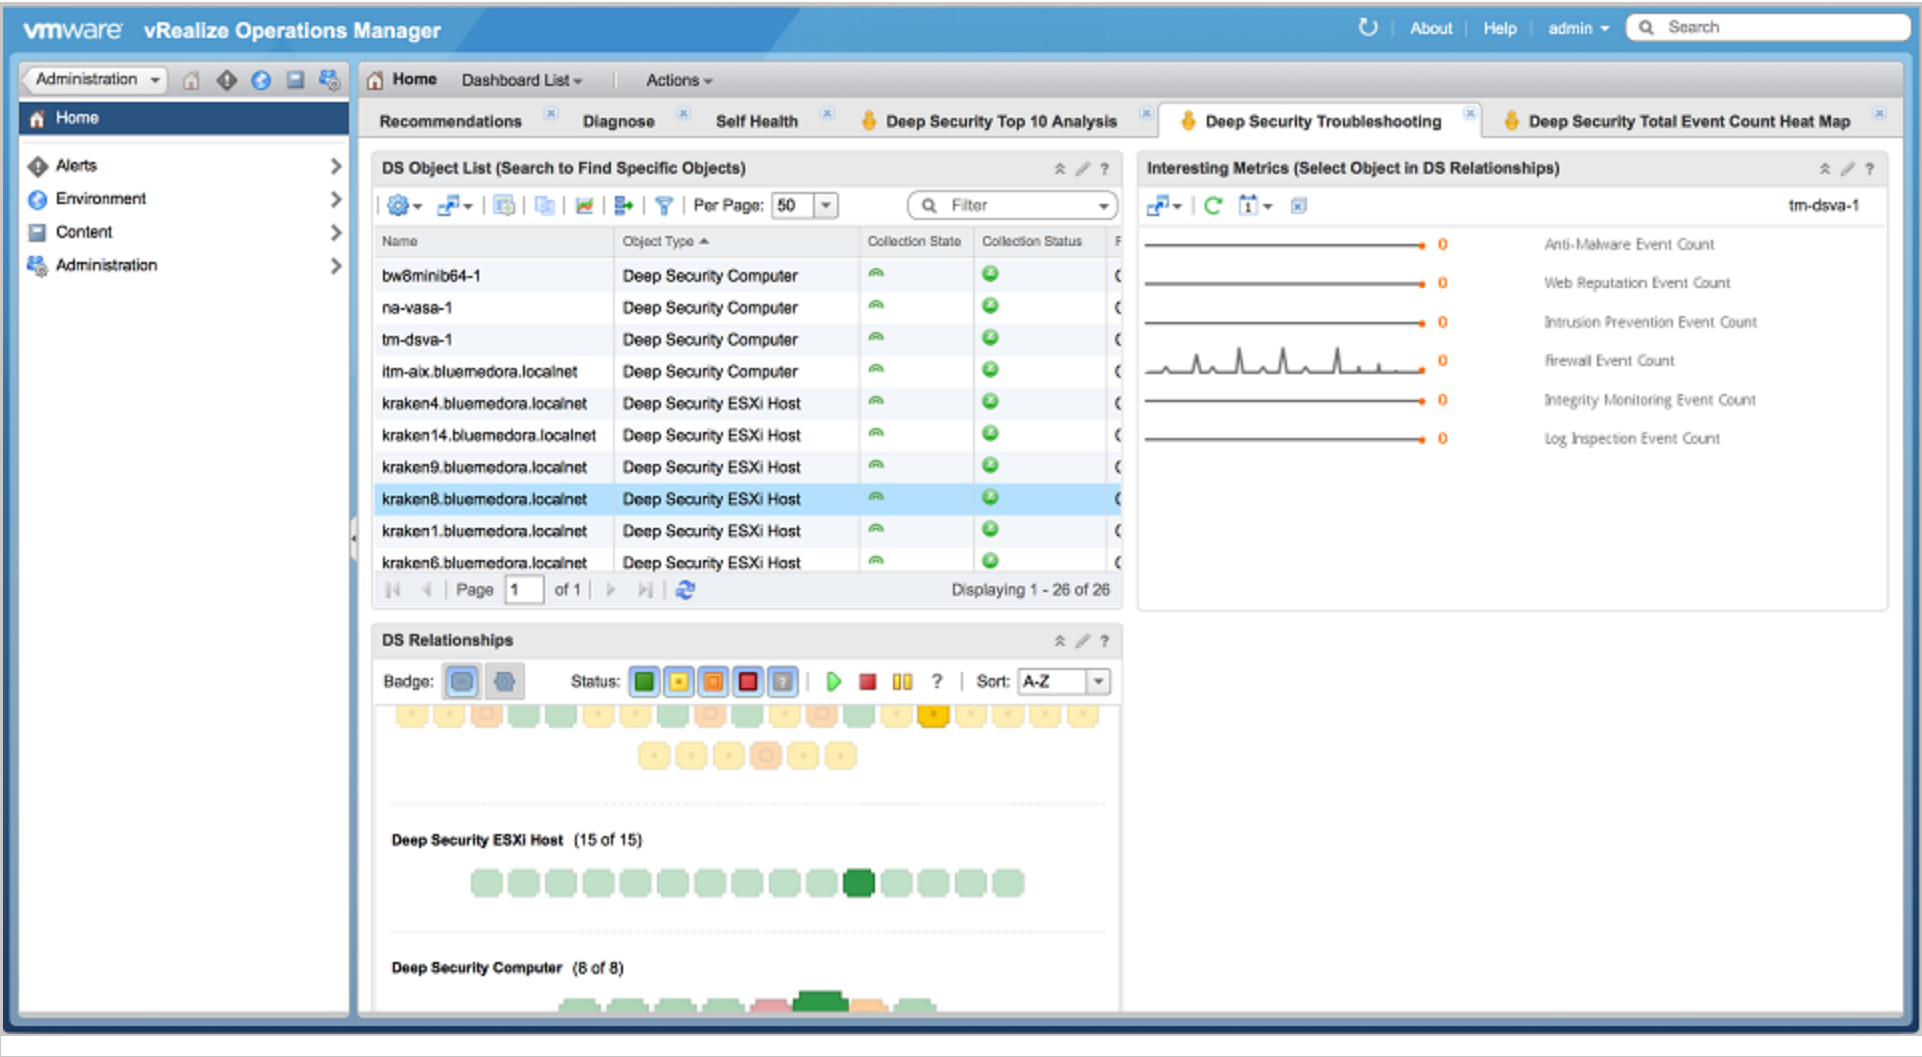 vmware vRealize Operations Manager
About Help admin Search
Administration
Home Dashboard List Actions
Home
Recommendations Diagnose Self Health Deep Security Top 10 Analysis Deep Security Troubleshooting Deep Security Total Event Count Heat Map
Alerts
Environment
Content
Administration
DS Object List (Search to Find Specific Objects)
Per Page: 50 Filter
Name Object Type Collection State Collection Status
bw8minib64-1 Deep Security Computer
na-vasa-1 Deep Security Computer
tm-dsva-1 Deep Security Computer
itm-aix.bluemedora.localnet Deep Security Computer
kraken4.bluemedora.localnet Deep Security ESXi Host
kraken14.bluemedora.localnet Deep Security ESXi Host
kraken9.bluemedora.localnet Deep Security ESXi Host
kraken8.bluemedora.localnet Deep Security ESXi Host
kraken1.bluemedora.localnet Deep Security ESXi Host
kraken6.bluemedora.localnet Deep Security ESXi Host
Page 1 of 1 Displaying 1 - 26 of 26
Interesting Metrics (Select Object in DS Relationships)
tm-dsva-1
0 Anti-Malware Event Count
0 Web Reputation Event Count
0 Intrusion Prevention Event Count
0 Firewall Event Count
0 Integrity Monitoring Event Count
0 Log Inspection Event Count
DS Relationships
Badge: Status: ? Sort: A-Z
Deep Security ESXi Host (15 of 15)
Deep Security Computer (8 of 8)